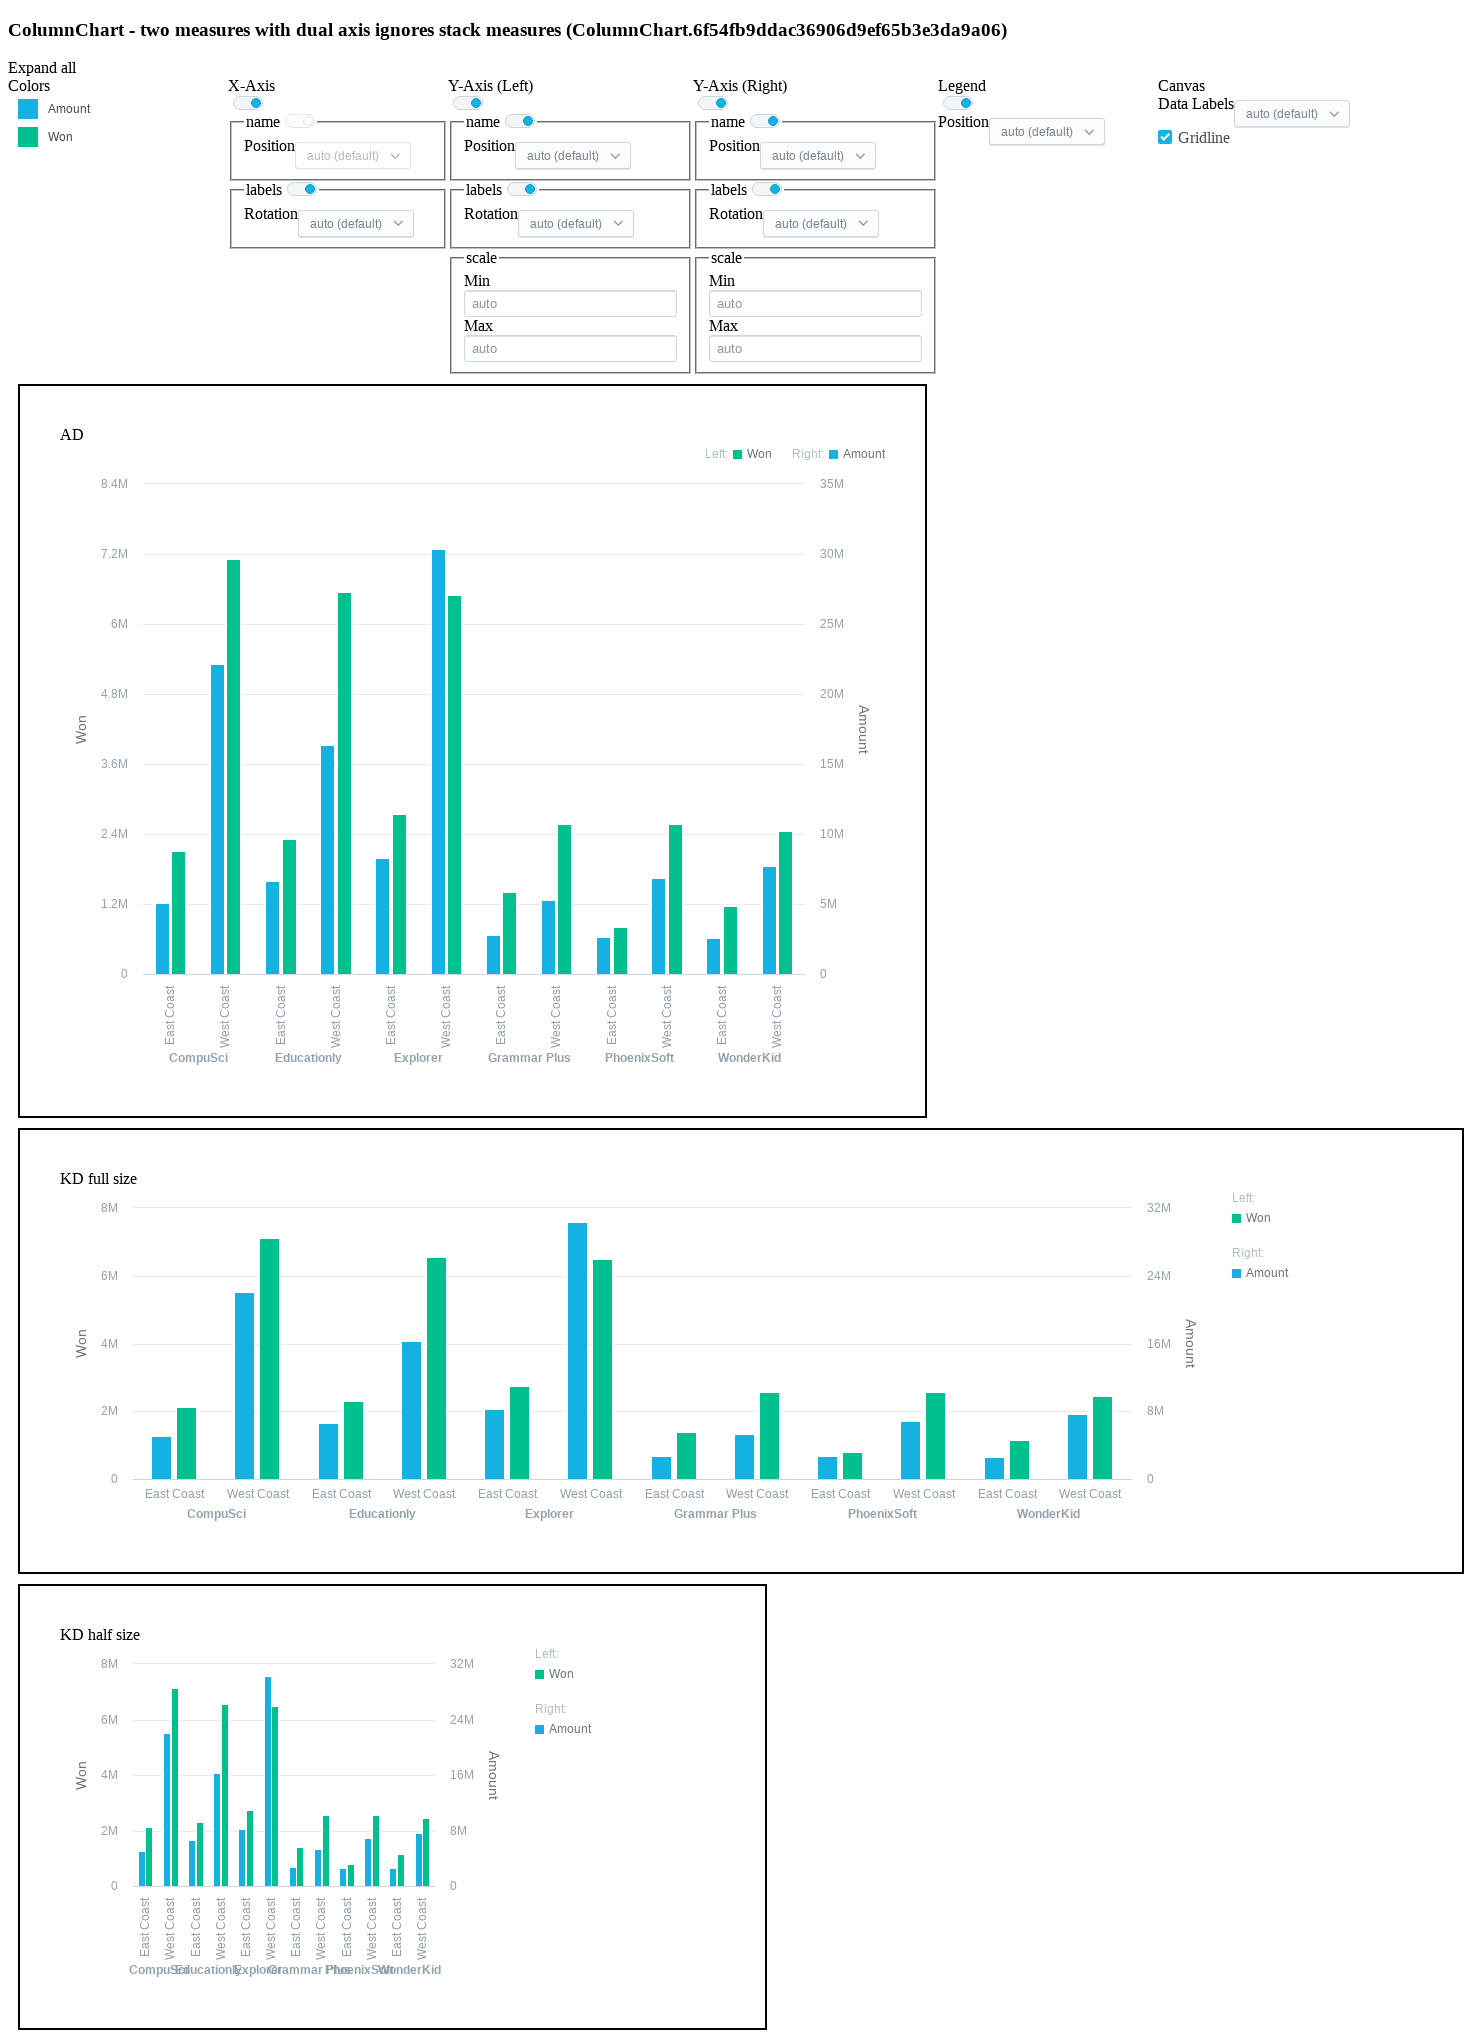 ColumnChart - two measures with dual axis ignores stack measures (ColumnChart.6f54fb9ddac36906d9ef65b3e3da9a06)
Expand all
Colors
Amount
Won
X-Axis
name
Position auto (default)
labels
Rotation auto (default)
Y-Axis (Left)
name
Position auto (default)
labels
Rotation auto (default)
scale
Min
auto
Max
auto
Y-Axis (Right)
name
Position auto (default)
labels
Rotation auto (default)
scale
Min
auto
Max
auto
Legend
Position auto (default)
Canvas
Data Labels auto (default)
Gridline
AD
Left: Won Right: Amount
8.4M 35M
7.2M 30M
6M 25M
4.8M 20M
3.6M 15M
2.4M 10M
1.2M 5M
0 0
Won
Amount
East Coast West Coast East Coast West Coast East Coast West Coast East Coast West Coast East Coast West Coast East Coast West Coast
CompuSci Educationly Explorer Grammar Plus PhoenixSoft WonderKid
KD full size
Left:
Won
Right:
Amount
8M 32M
6M 24M
4M 16M
2M 8M
0 0
Won
Amount
East Coast West Coast East Coast West Coast East Coast West Coast East Coast West Coast East Coast West Coast East Coast West Coast
CompuSci Educationly Explorer Grammar Plus PhoenixSoft WonderKid
KD half size
Left:
Won
Right:
Amount
8M 32M
6M 24M
4M 16M
2M 8M
0 0
Won
Amount
East Coast West Coast East Coast West Coast East Coast West Coast East Coast West Coast East Coast West Coast East Coast West Coast
CompuSci Educationly Explorer Grammar Plus PhoenixSoft WonderKid